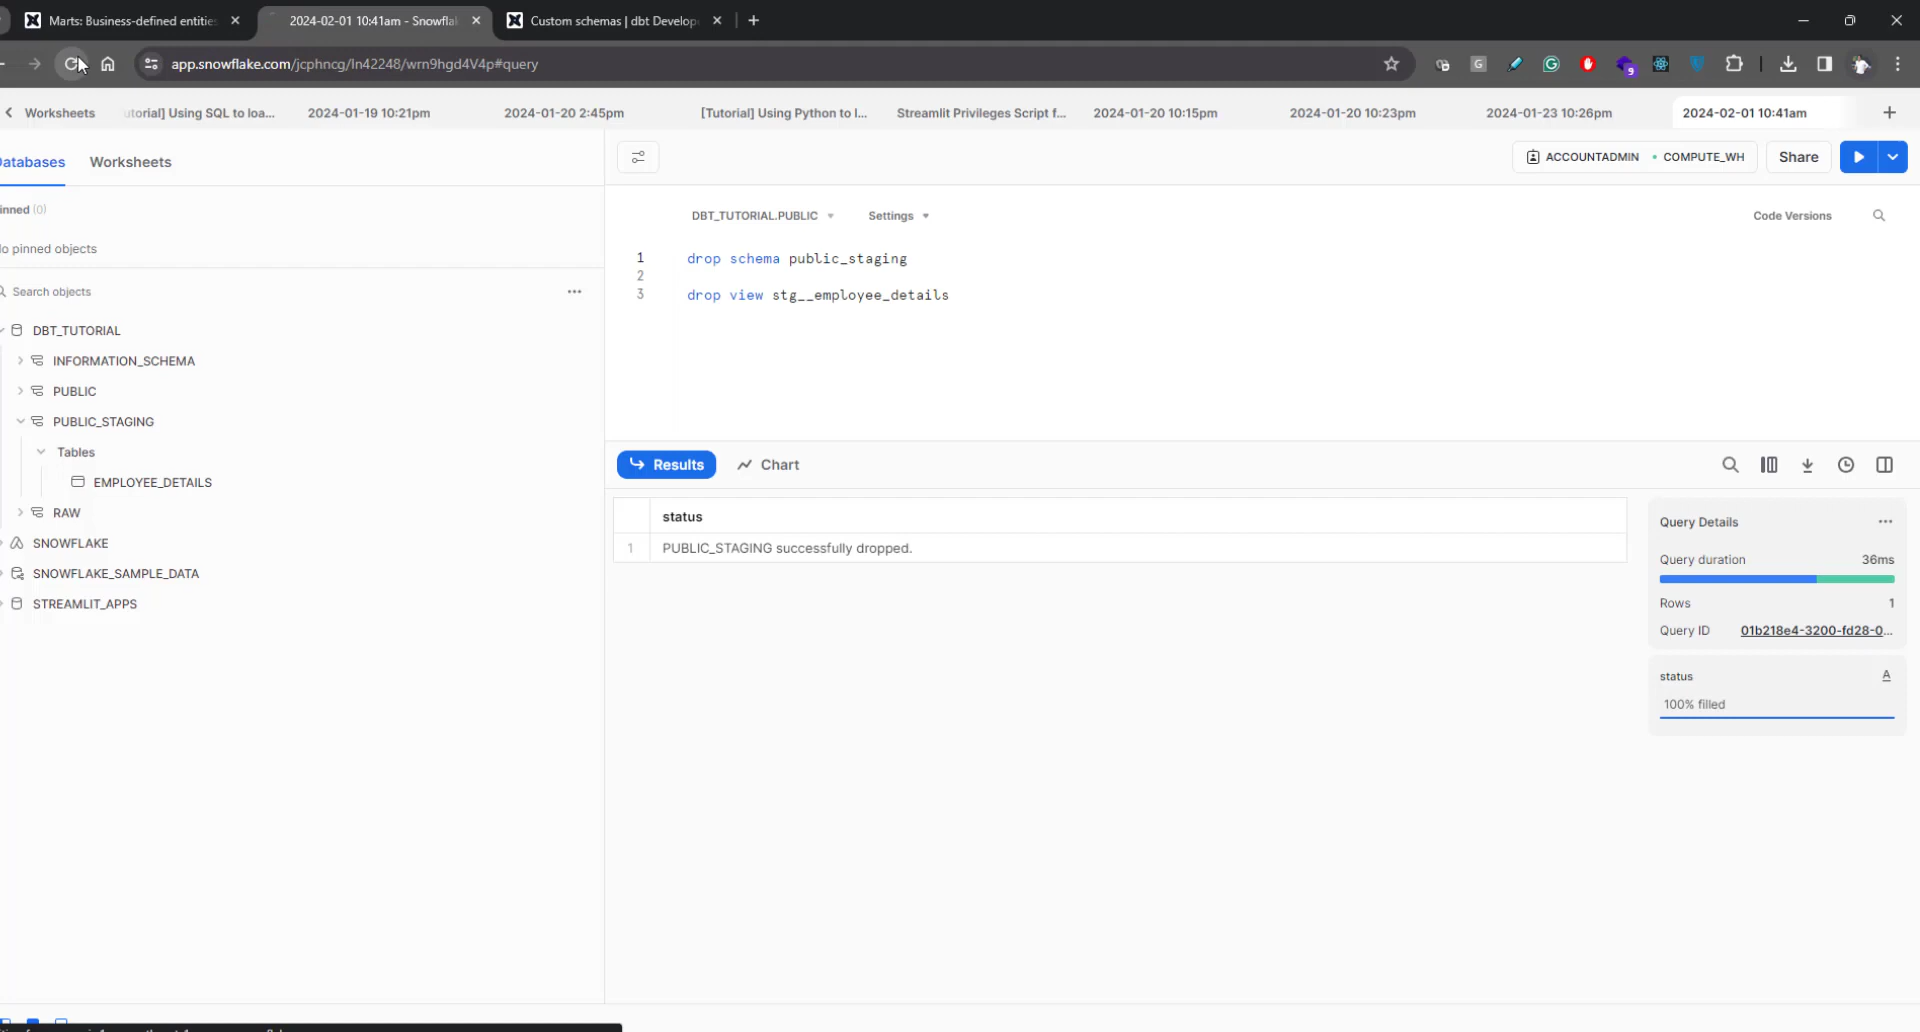 Marts: Business-defined entities
2024-02-01 10:41am - Snowflak
Custom schemas | dbt Develop
app.snowflake.com/jcphncg/ln42248/wrn9hgd4V4p#query
9
Worksheets
utorial] Using SQL to loa...
2024-01-19 10:21pm
2024-01-20 2:45pm
[Tutorial] Using Python to l...
Streamlit Privileges Script f...
2024-01-20 10:15pm
2024-01-20 10:23pm
2024-01-23 10:26pm
2024-02-01 10:41am
Databases
Worksheets
ACCOUNTADMIN
COMPUTE_WH
Share
inned (0)
DBT_TUTORIAL.PUBLIC
Settings
Code Versions
lo pinned objects
1 drop schema public_staging
2
3 drop view stg__employee_details
Search objects
DBT_TUTORIAL
INFORMATION_SCHEMA
PUBLIC
PUBLIC_STAGING
Tables
EMPLOYEE_DETAILS
RAW
SNOWFLAKE
SNOWFLAKE_SAMPLE_DATA
STREAMLIT_APPS
Results
Chart
status
1 PUBLIC_STAGING successfully dropped.
Query Details
Query duration 36ms
Rows 1
Query ID 01b218e4-3200-fd28-0...
status
A
100% filled